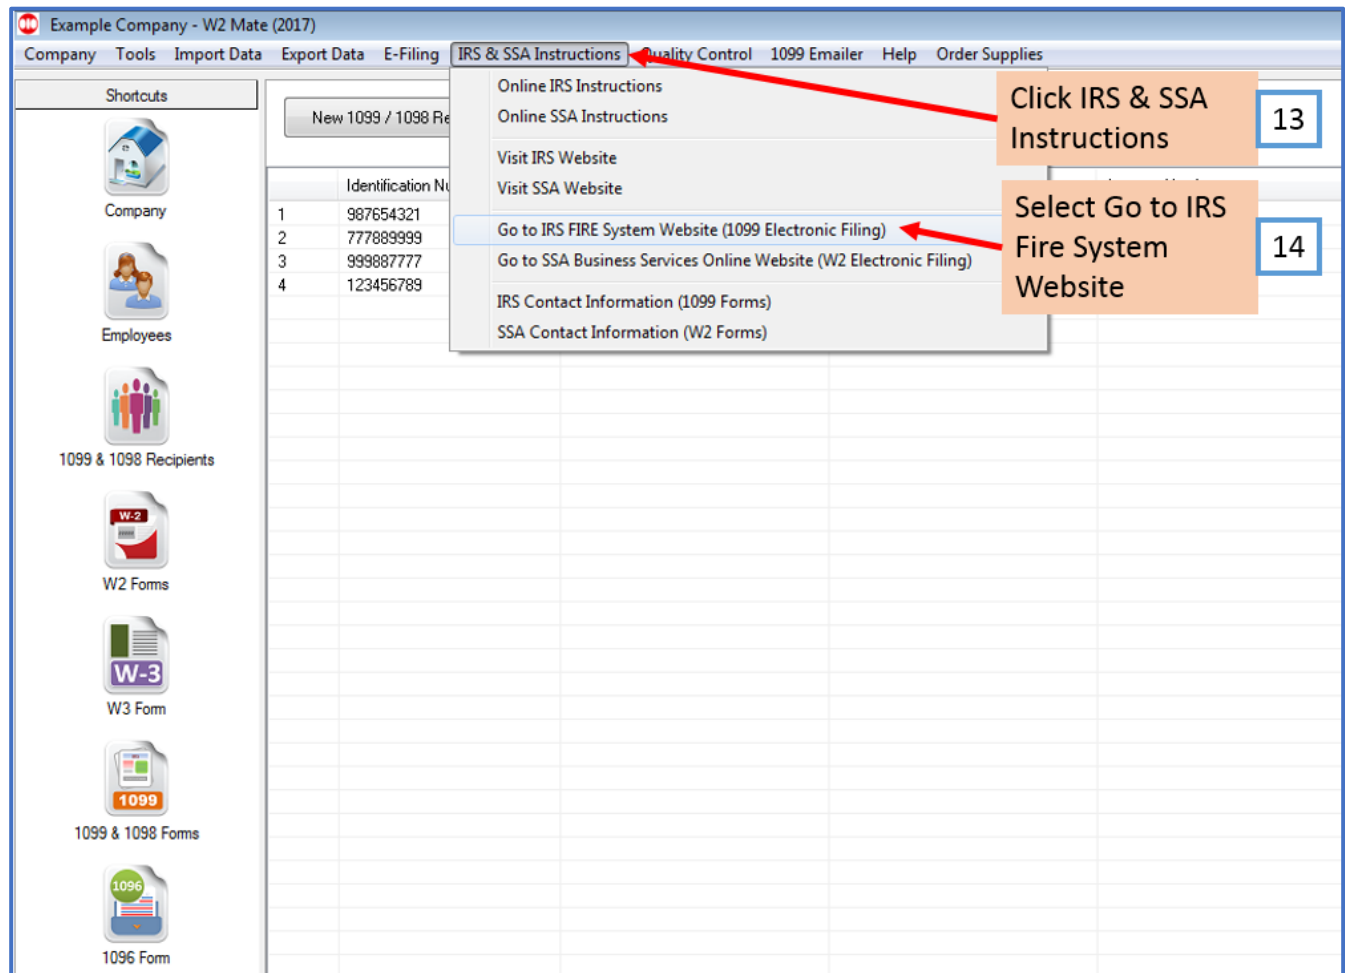 Example Company - W2 Mate (2017)
Company Tools Import Data Export Data E-Filing IRS & SSA Instructions Quality Control 1099 Emailer Help Order Supplies
Shortcuts
Company
Employees
1099 & 1098 Recipients
W-2
W2 Forms
W-3
W3 Form
1099
1099 & 1098 Forms
1096
1096 Form
New 1099 / 1098 Re
Identification Nu
1 987654321
2 777889999
3 999887777
4 123456789
Online IRS Instructions
Online SSA Instructions
Visit IRS Website
Visit SSA Website
Go to IRS FIRE System Website (1099 Electronic Filing)
Go to SSA Business Services Online Website (W2 Electronic Filing)
IRS Contact Information (1099 Forms)
SSA Contact Information (W2 Forms)
Click IRS & SSA
Instructions
13
Select Go to IRS
Fire System
Website
14